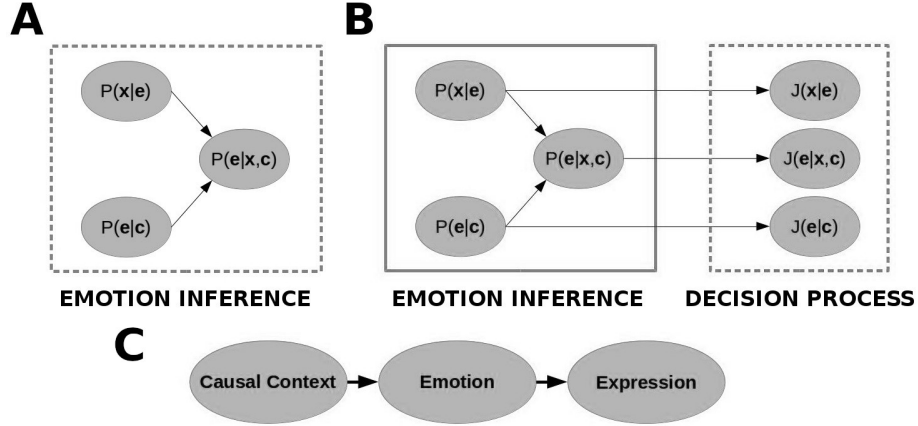 A
P(x|e)
P(e|x,c)
P(e|c)
EMOTION INFERENCE
B
P(x|e)
P(e|x,c)
P(e|c)
EMOTION INFERENCE
J(x|e)
J(e|x,c)
J(e|c)
DECISION PROCESS
C
Causal Context
Emotion
Expression